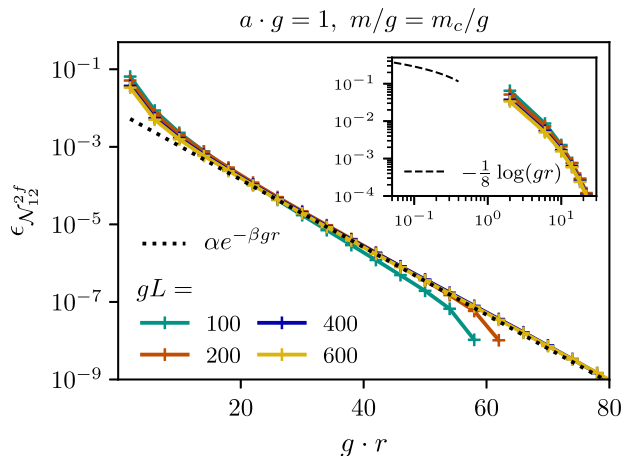 a · g = 1, m/g = m_c/g
10^{-1}
10^{-3}
10^{-5}
10^{-7}
10^{-9}
ϵ_{𝒩_{12}^{2f}}
10^{-1}
10^{-2}
10^{-3}
10^{-4}
-\frac{1}{8} log(gr)
10^{-1} 10^{0} 10^{1}
αe^{-βgr}
gL =
100 400
200 600
20 40 60 80
g · r